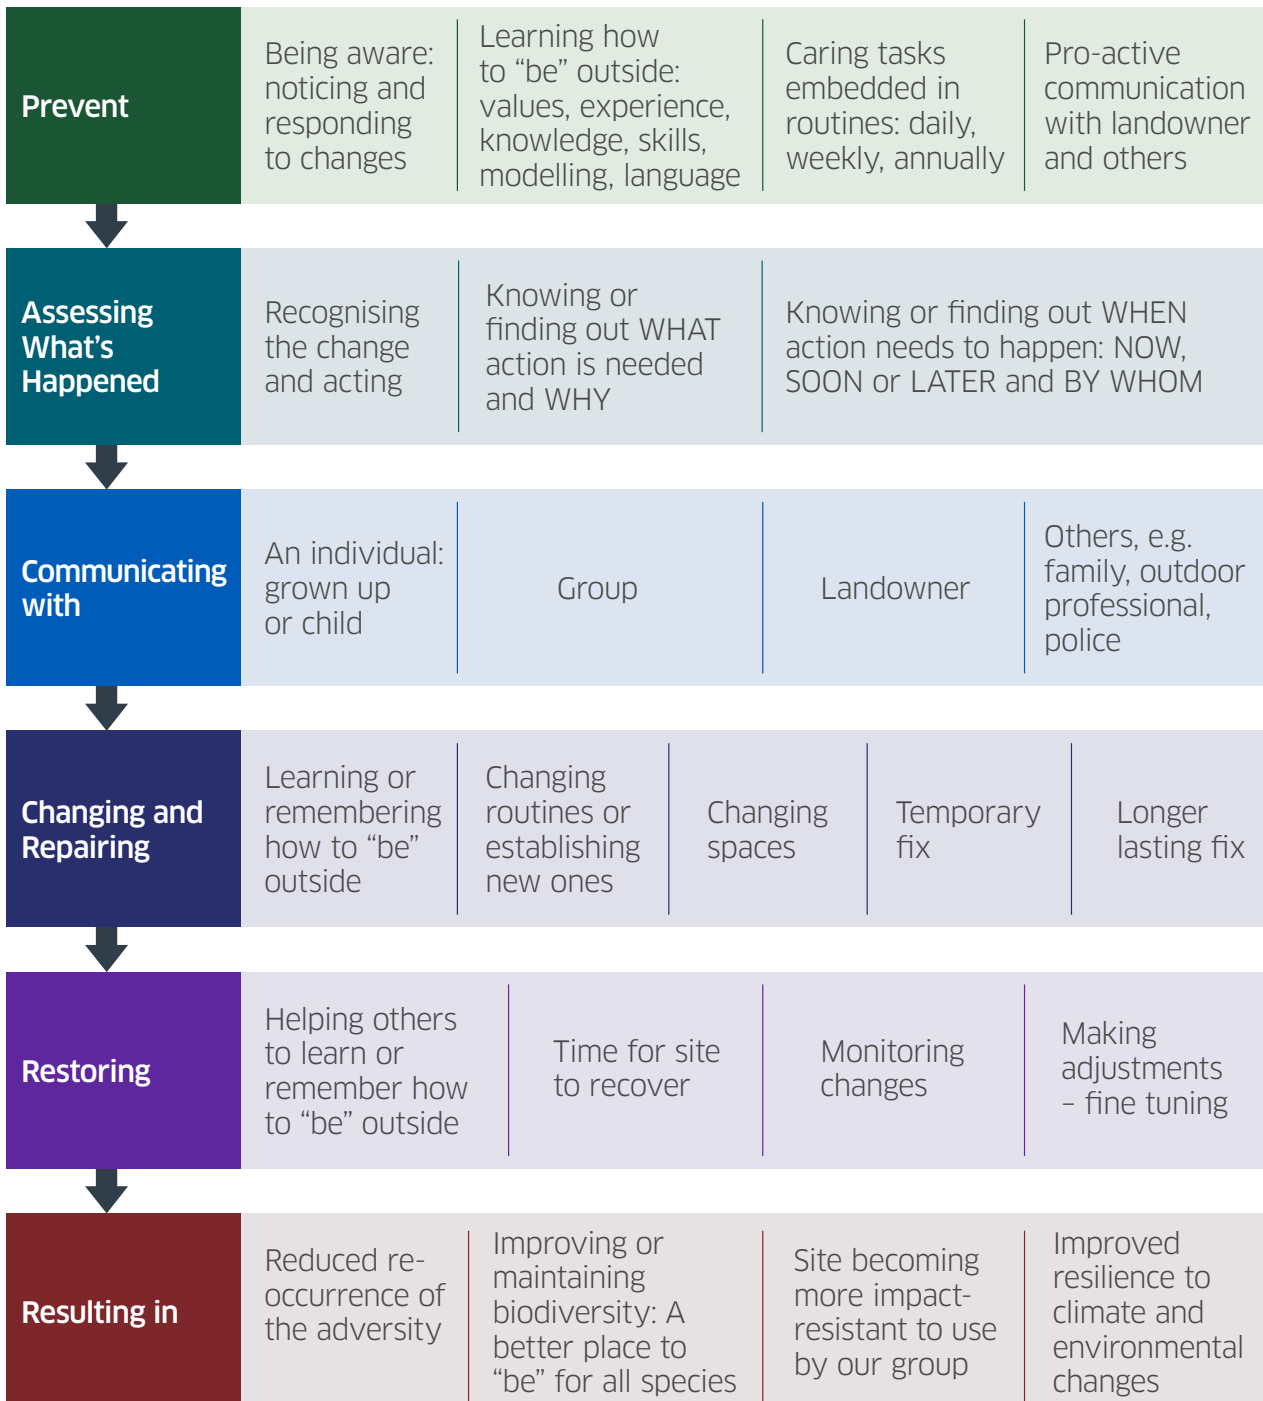 Prevent
Being aware:
noticing and
responding
to changes
Learning how
to “be” outside:
values, experience,
knowledge, skills,
modelling, language
Caring tasks
embedded in
routines: daily,
weekly, annually
Pro-active
communication
with landowner
and others
Assessing
What’s
Happened
Recognising
the change
and acting
Knowing or
finding out WHAT
action is needed
and WHY
Knowing or finding out WHEN
action needs to happen: NOW,
SOON or LATER and BY WHOM
Communicating
with
An individual:
grown up
or child
Group
Landowner
Others, e.g.
family, outdoor
professional,
police
Changing and
Repairing
Learning or
remembering
how to “be”
outside
Changing
routines or
establishing
new ones
Changing
spaces
Temporary
fix
Longer
lasting fix
Restoring
Helping others
to learn or
remember how
to “be” outside
Time for site
to recover
Monitoring
changes
Making
adjustments
– fine tuning
Resulting in
Reduced re-
occurrence of
the adversity
Improving or
maintaining
biodiversity: A
better place to
“be” for all species
Site becoming
more impact-
resistant to use
by our group
Improved
resilience to
climate and
environmental
changes